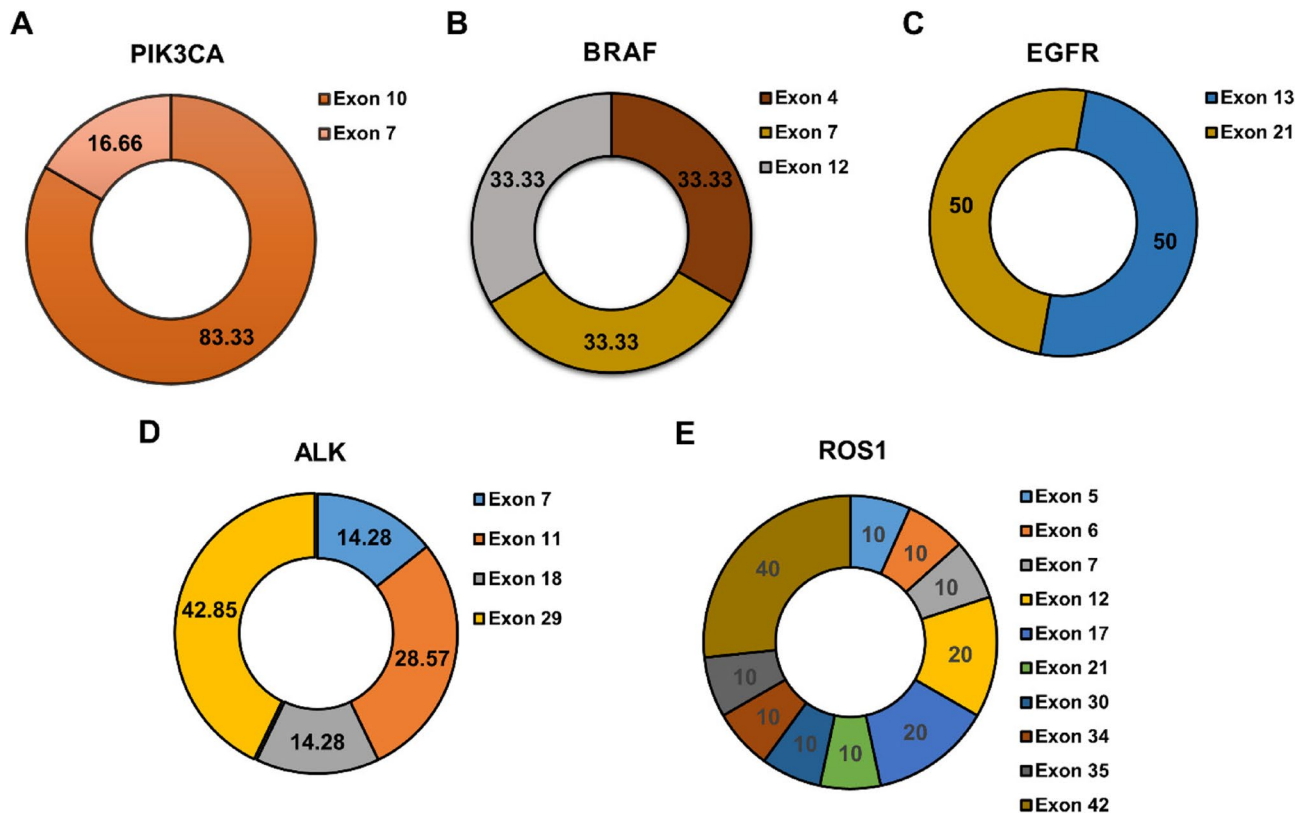 A
PIK3CA
Exon 10
Exon 7
16.66
83.33
B
BRAF
Exon 4
Exon 7
Exon 12
33.33
33.33
33.33
C
EGFR
Exon 13
Exon 21
50
50
D
ALK
Exon 7
Exon 11
Exon 18
Exon 29
14.28
42.85
28.57
14.28
E
ROS1
Exon 5
Exon 6
Exon 7
Exon 12
Exon 17
Exon 21
Exon 30
Exon 34
Exon 35
Exon 42
10
10
10
20
20
10
10
10
10
40